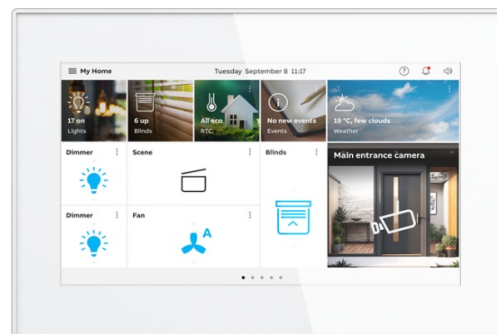 My Home
Tuesday September 8 11:17
17 on
Lights
6 up
Blinds
All eco
RTC
No new events
Events
19 °C, few clouds
Weather
Dimmer
Scene
Blinds
Main entrance camera
Dimmer
Fan
A